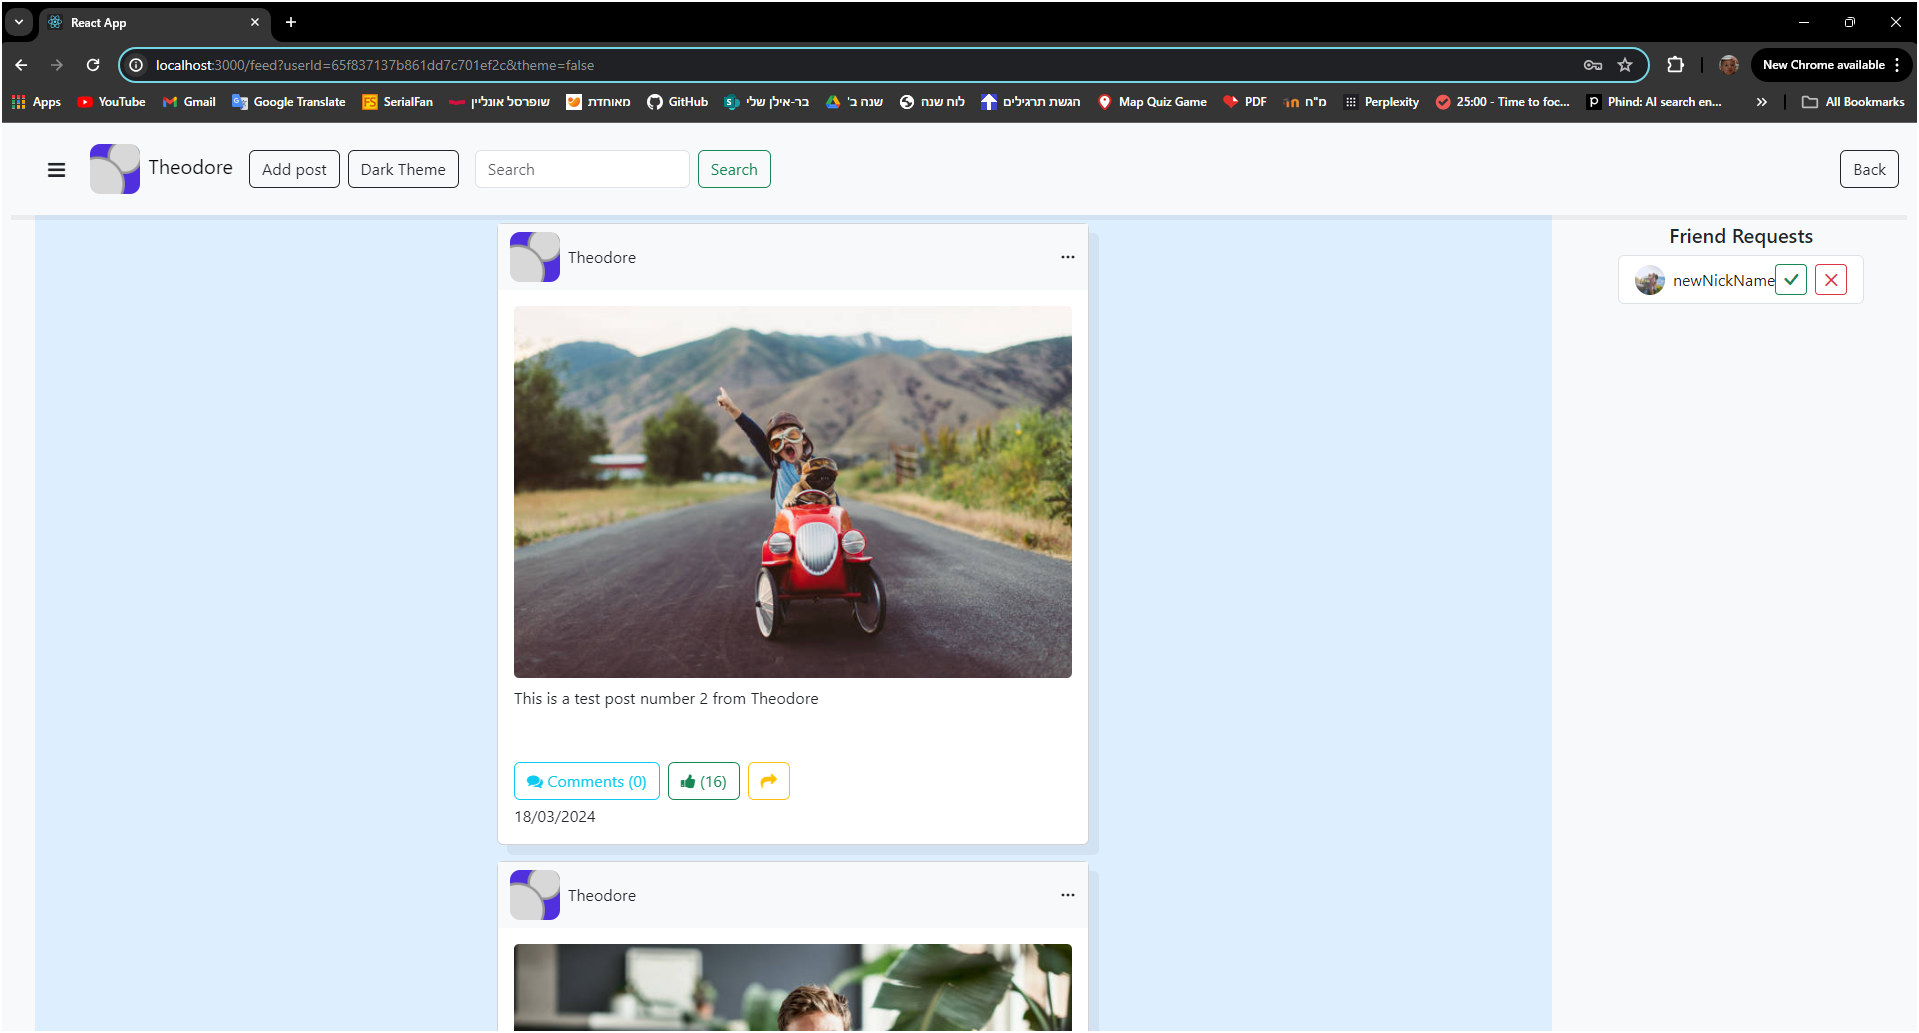 React App
localhost:3000/feed?userId=65f837137b861dd7c701ef2c&theme=false
New Chrome available
Apps YouTube Gmail Google Translate SerialFan שופרסל אונליין מאוחדת GitHub בר-אילן שלי שנה ב' לוח שנה הגשת תרגילים Map Quiz Game PDF מ"ח Perplexity 25:00 - Time to foc... Phind: AI search en... All Bookmarks
Theodore Add post Dark Theme Search Search Back
Theodore
This is a test post number 2 from Theodore
Comments (0) (16)
18/03/2024
Theodore
Friend Requests
newNickName